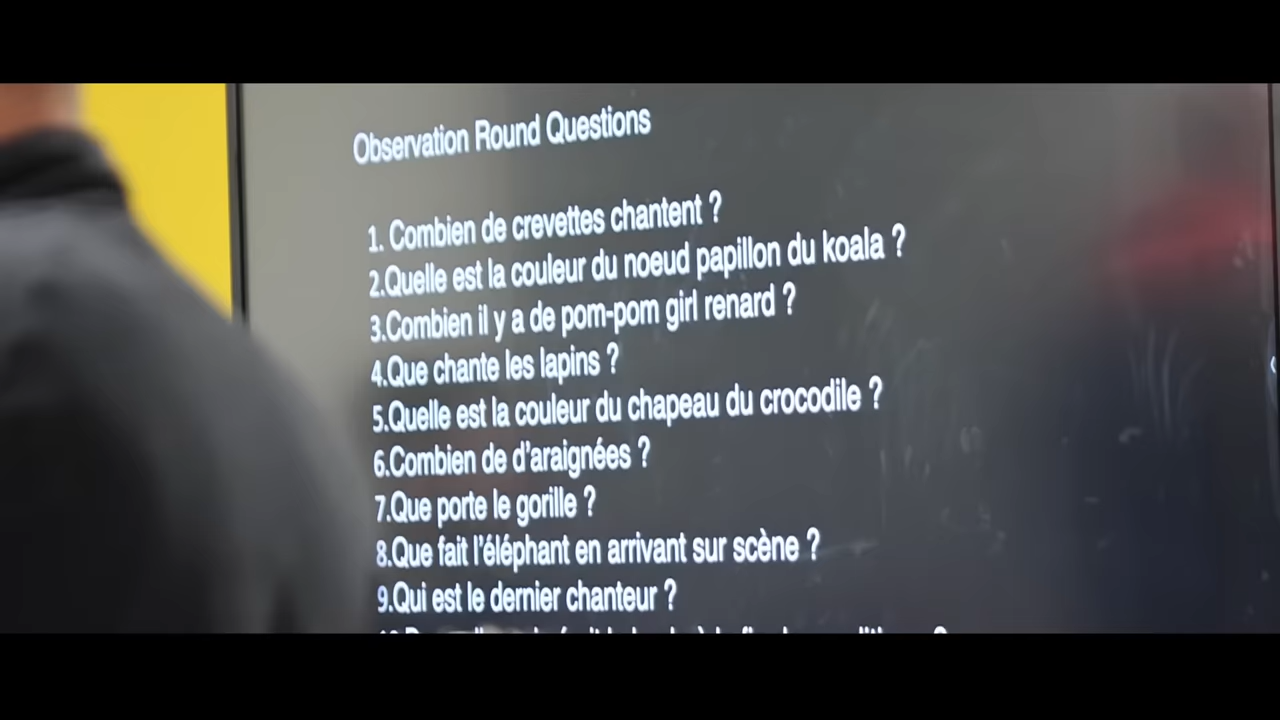 Observation Round Questions
1. Combien de crevettes chantent ?
2.Quelle est la couleur du noeud papillon du koala ?
3.Combien il y a de pom-pom girl renard ?
4.Que chante les lapins ?
5.Quelle est la couleur du chapeau du crocodile ?
6.Combien de d'araignées ?
7.Que porte le gorille ?
8.Que fait l'éléphant en arrivant sur scène ?
9.Qui est le dernier chanteur ?